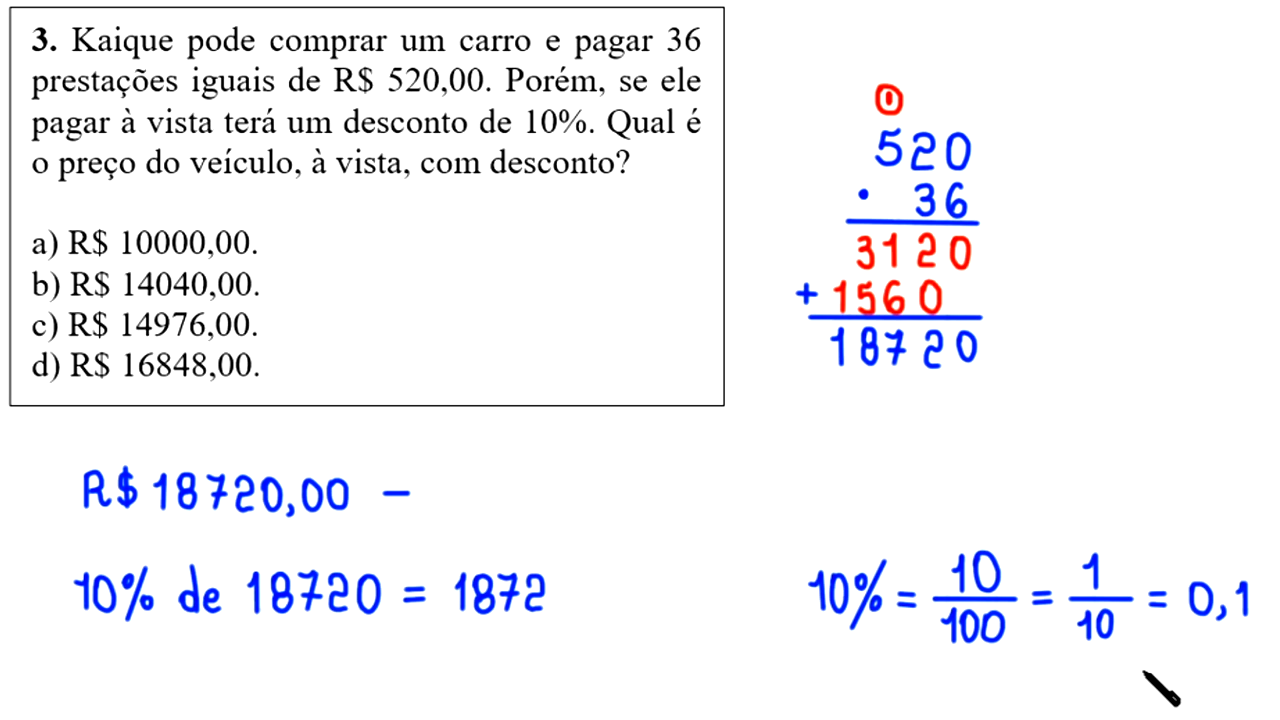 3. Kaique pode comprar um carro e pagar 36
prestações iguais de R$ 520,00. Porém, se ele
pagar à vista terá um desconto de 10%. Qual é
o preço do veículo, à vista, com desconto?
a) R$ 10000,00.
b) R$ 14040,00.
c) R$ 14976,00.
d) R$ 16848,00.
1
520
· 36
3120
+ 1560
18720
R$ 18720,00 -
10% de 18720 = 1872
10% = 10/100 = 1/10 = 0,1